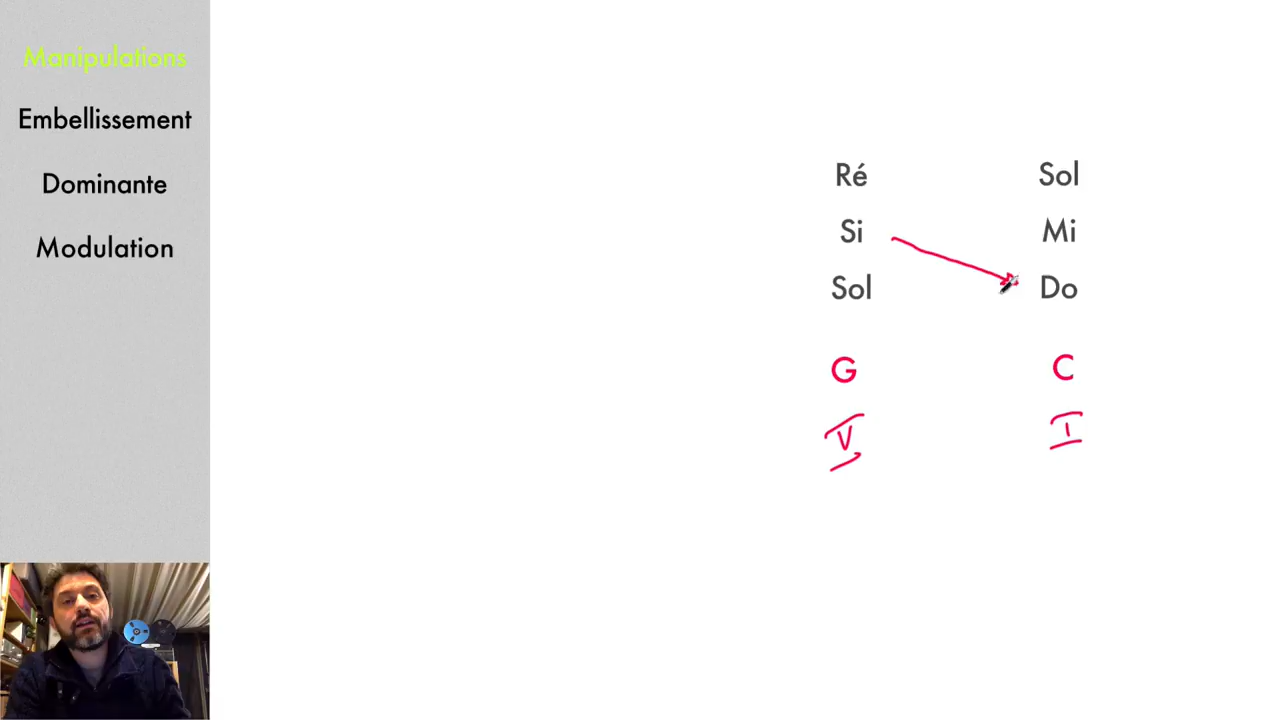 Manipulations
Embellissement
Dominante
Modulation
Ré Sol
Si Mi
Sol Do
G C
V I